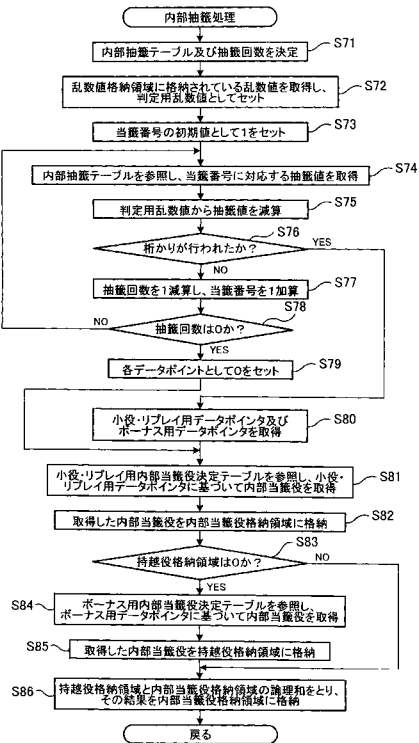 内部抽籤処理
S71
内部抽籤テーブル及び抽籤回数を決定
S72
乱数値格納領域に格納されている乱数値を取得し、
判定用乱数値としてセット
S73
当籤番号の初期値として1をセット
S74
内部抽籤テーブルを参照し、当籤番号に対応する抽籤値を取得
S75
判定用乱数値から抽籤値を減算
S76
桁かりが行われたか？
YES
NO
S77
抽籤回数を1減算し、当籤番号を1加算
S78
NO
抽籤回数は0か？
YES
S79
各データポイントとして0をセット
S80
小役・リプレイ用データポインタ及び
ボーナス用データポインタを取得
S81
小役・リプレイ用内部当籤役決定テーブルを参照し、小役・
リプレイ用データポインタに基づいて内部当籤役を取得
S82
取得した内部当籤役を内部当籤役格納領域に格納
S83
持越役格納領域は0か？
NO
YES
S84
ボーナス用内部当籤役決定テーブルを参照し、
ボーナス用データポインタに基づいて内部当籤役を取得
S85
取得した内部当籤役を持越役格納領域に格納
S86
持越役格納領域と内部当籤役格納領域の論理和をとり、
その結果を内部当籤役格納領域に格納
戻る